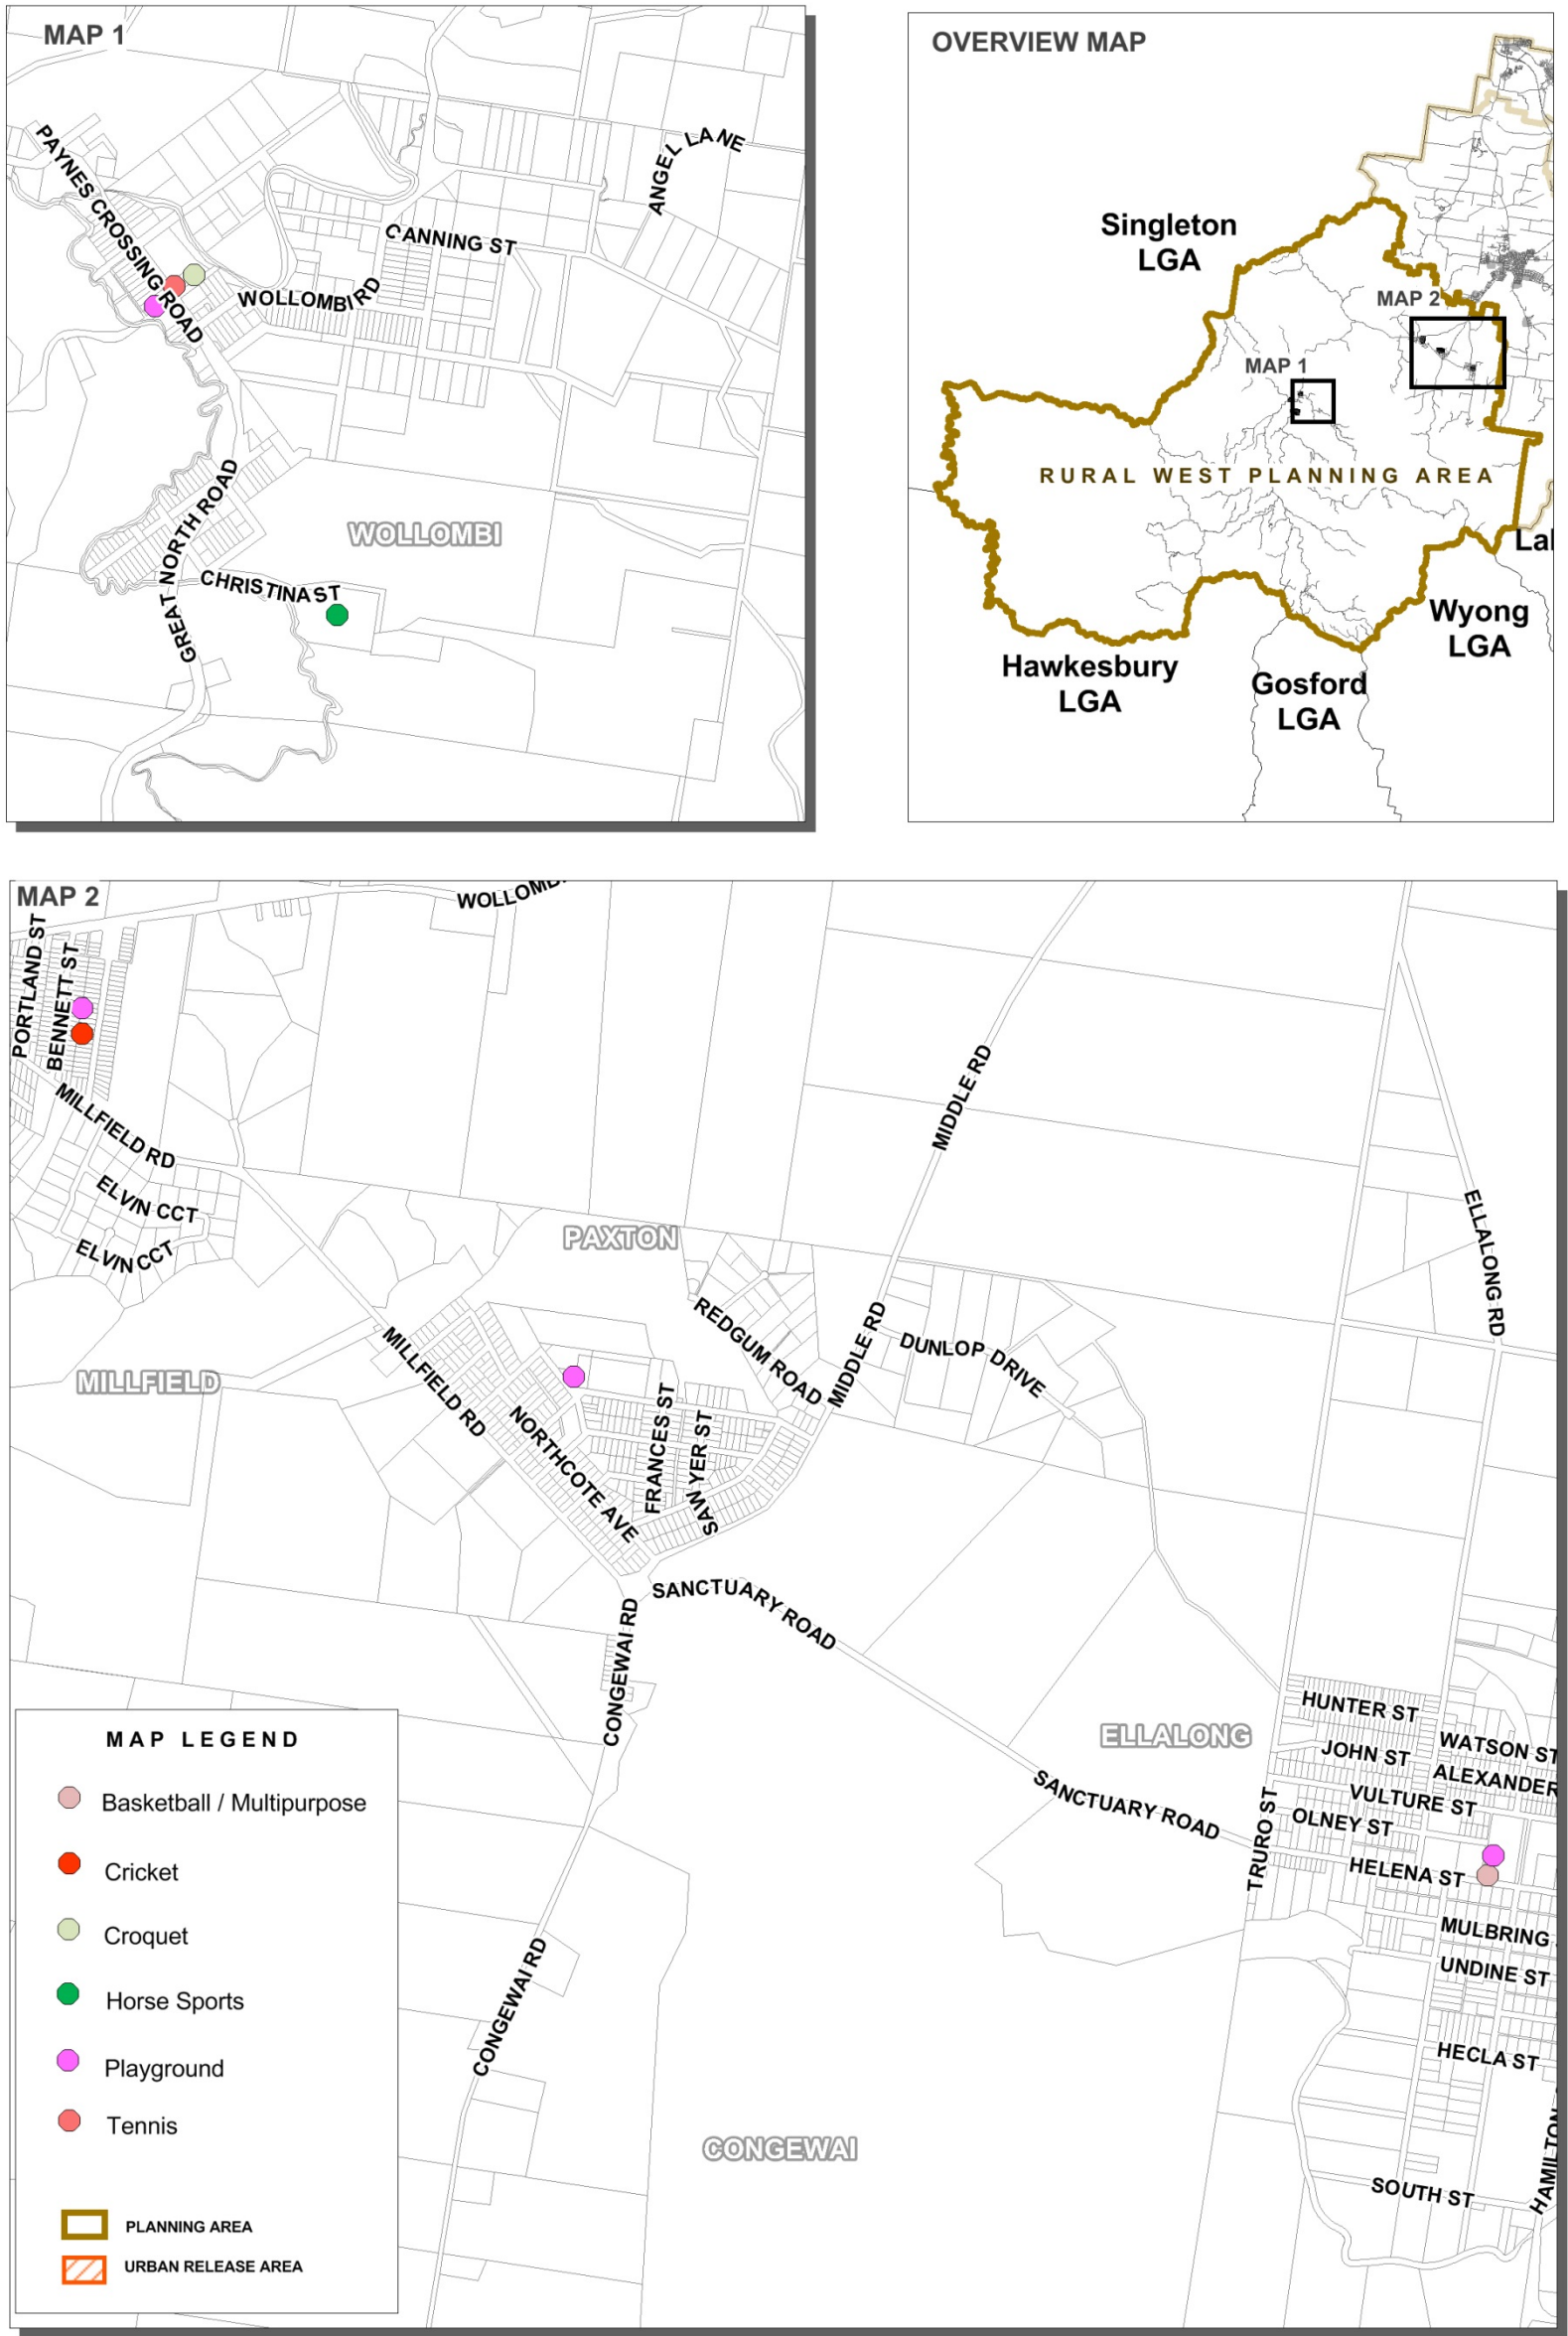 MAP 1
PAYNES CROSSING ROAD
ANGEL LANE
CANNING ST
WOLLOMBI RD
GREAT NORTH ROAD
WOLLOMBI
CHRISTINA ST
OVERVIEW MAP
Singleton
LGA
MAP 2
MAP 1
RURAL WEST PLANNING AREA
Wyong
LGA
Hawkesbury
LGA
Gosford
LGA
MAP 2
PORTLAND ST
BENNETT ST
MILLFIELD RD
ELVIN CCT
ELVIN CCT
MIDDLE RD
ELLALONG RD
PAXTON
MILLFIELD
MILLFIELD RD
REDGUM ROAD
MIDDLE RD
DUNLOP DRIVE
NORTHCOTE AVE
FRANCES ST
SAWYER ST
SANCTUARY ROAD
CONGEWAI RD
ELLALONG
SANCTUARY ROAD
HUNTER ST
JOHN ST
WATSON ST
ALEXANDER
VULTURE ST
OLNEY ST
TRURO ST
HELENA ST
MULBRING
UNDINE ST
HECLA ST
HAMILTON
SOUTH ST
CONGEWAI RD
CONGEWAI
MAP LEGEND
Basketball / Multipurpose
Cricket
Croquet
Horse Sports
Playground
Tennis
PLANNING AREA
URBAN RELEASE AREA